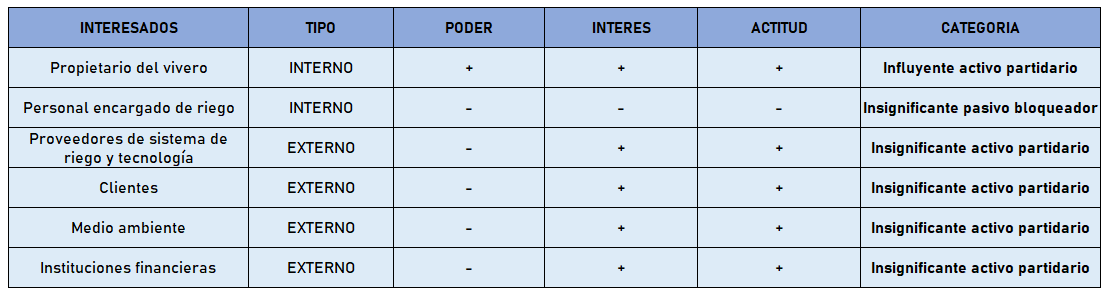 INTERESADOS TIPO PODER INTERES ACTITUD CATEGORIA
Propietario del vivero INTERNO + + + Influyente activo partidario
Personal encargado de riego INTERNO - - - Insignificante pasivo bloqueador
Proveedores de sistema de
riego y tecnología EXTERNO - + + Insignificante activo partidario
Clientes EXTERNO - + + Insignificante activo partidario
Medio ambiente EXTERNO - + + Insignificante activo partidario
Instituciones financieras EXTERNO - + + Insignificante activo partidario